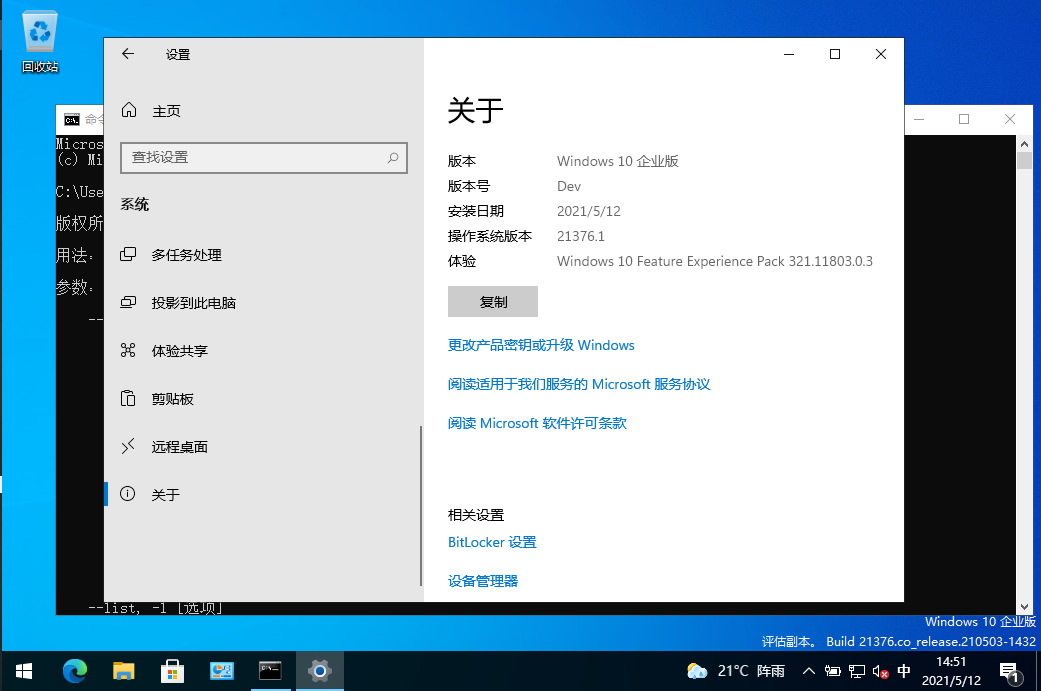 回收站
设置
主页
查找设置
系统
多任务处理
投影到此电脑
体验共享
剪贴板
远程桌面
关于
关于
版本 Windows 10 企业版
版本号 Dev
安装日期 2021/5/12
操作系统版本 21376.1
体验 Windows 10 Feature Experience Pack 321.11803.0.3
复制
更改产品密钥或升级 Windows
阅读适用于我们服务的 Microsoft 服务协议
阅读 Microsoft 软件许可条款
相关设置
BitLocker 设置
设备管理器
C:\.
命令
Micros
(c) Mi
C:\Use
版权所
用法:
参数:
--
--list, -l [选项]
Windows 10 企业版
评估副本。 Build 21376.co_release.210503-1432
21°C 阵雨
中
14:51
2021/5/12
1